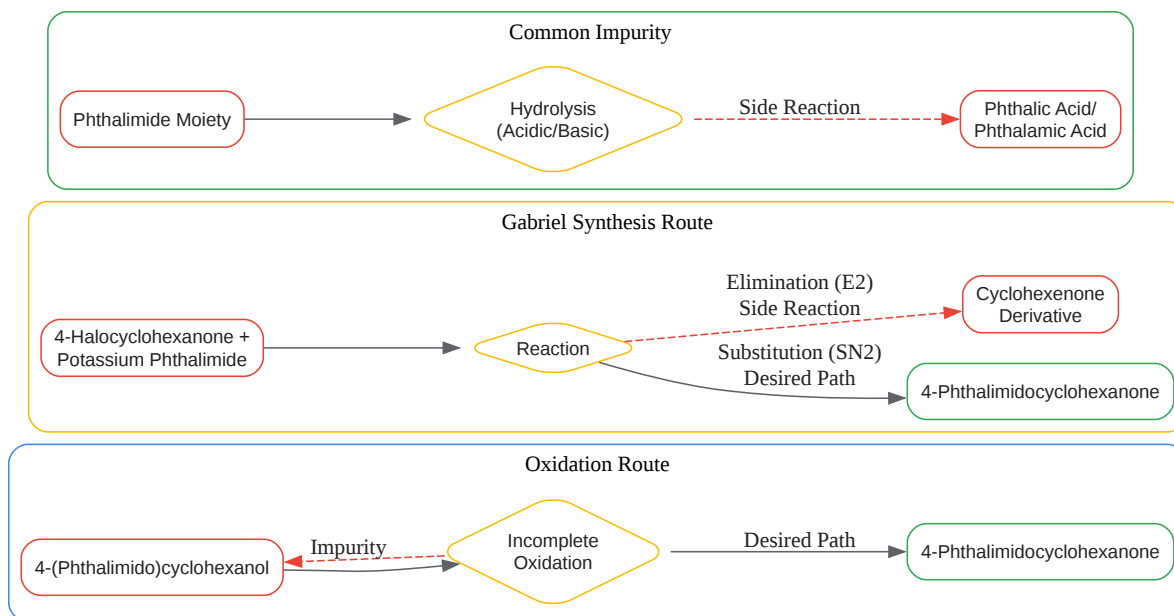 Common Impurity
Phthalimide Moiety
Hydrolysis
(Acidic/Basic)
Side Reaction
Phthalic Acid/
Phthalamic Acid
Gabriel Synthesis Route
4-Halocyclohexanone +
Potassium Phthalimide
Reaction
Elimination (E2)
Side Reaction
Cyclohexenone
Derivative
Substitution (SN2)
Desired Path
4-Phthalimidocyclohexanone
Oxidation Route
4-(Phthalimido)cyclohexanol
Impurity
Incomplete
Oxidation
Desired Path
4-Phthalimidocyclohexanone